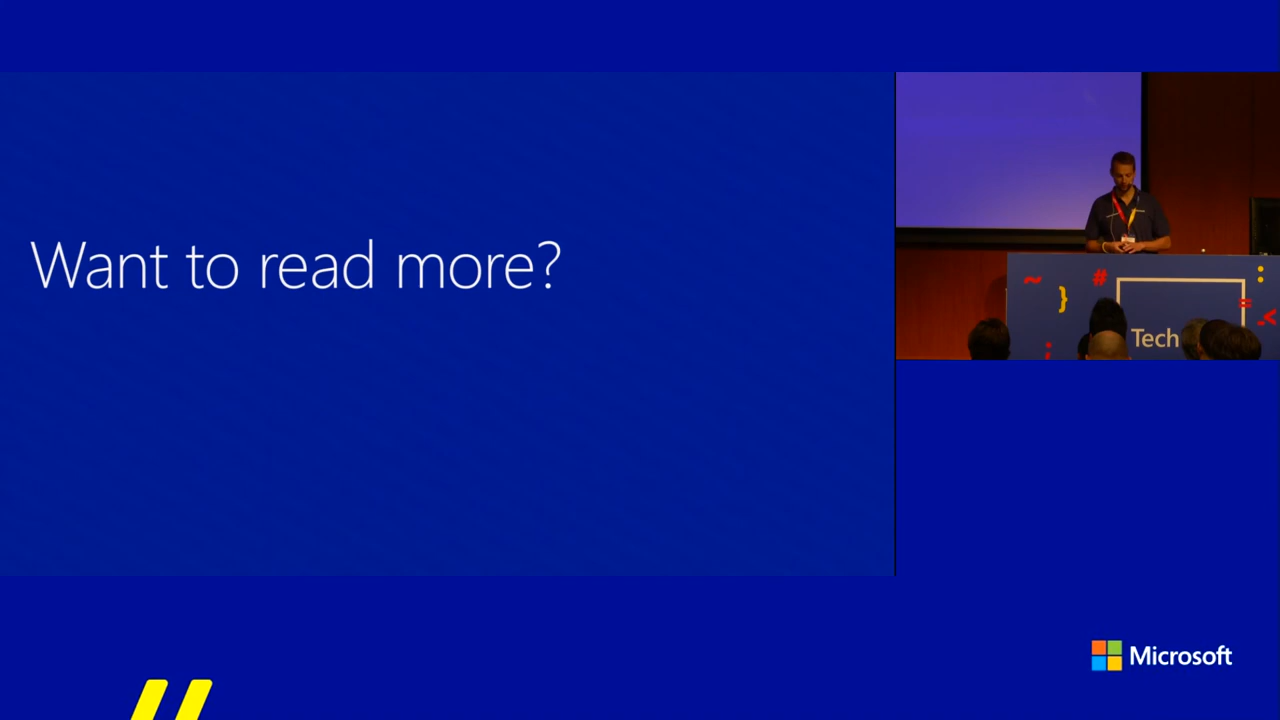 Want to read more?
~ # :
}
=
-<
Tech
;
Microsoft